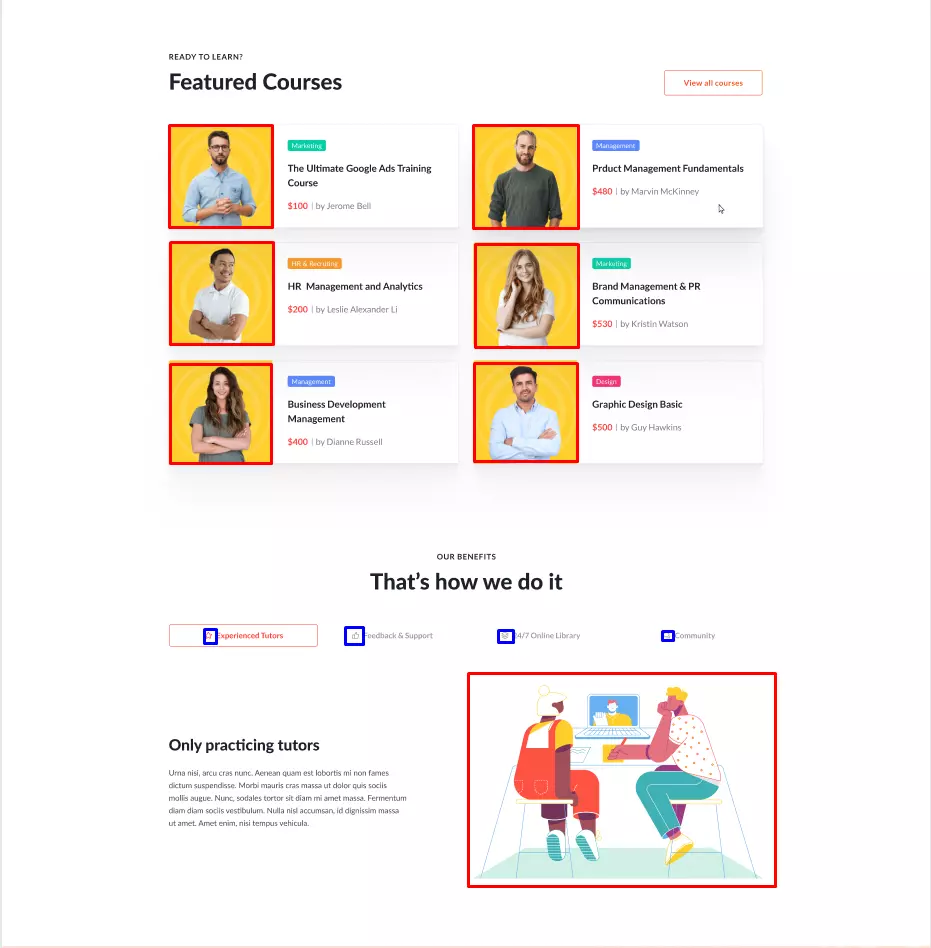 READY TO LEARN?
Featured Courses
View all courses
Marketing
The Ultimate Google Ads Training
Course
$100 | by Jerome Bell
Management
Prduct Management Fundamentals
$480 | by Marvin McKinney
HR & Recruting
HR Management and Analytics
$200 | by Leslie Alexander Li
Marketing
Brand Management & PR
Communications
$530 | by Kristin Watson
Management
Business Development
Management
$400 | by Dianne Russell
Design
Graphic Design Basic
$500 | by Guy Hawkins
OUR BENEFITS
That's how we do it
Experienced Tutors
Feedback & Support
24/7 Online Library
Community
Only practicing tutors
Urna nisi, arcu cras nunc. Aenean quam est lobortis mi non fames
dictum suspendisse. Morbi mauris cras massa ut dolor quis sociis
mollis augue. Nunc, sodales tortor sit diam mi amet massa. Fermentum
diam diam sociis vestibulum. Nulla nisl accumsan, id dignissim massa
ut amet. Amet enim, nisi tempus vehicula.